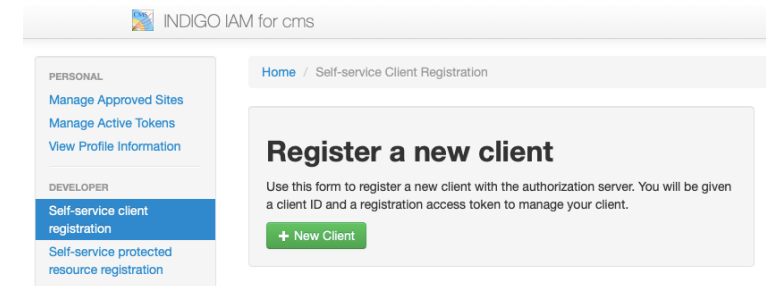 CMS
INDIGO IAM for cms
PERSONAL
Manage Approved Sites
Manage Active Tokens
View Profile Information
DEVELOPER
Self-service client
registration
Self-service protected
resource registration
Home / Self-service Client Registration
Register a new client
Use this form to register a new client with the authorization server. You will be given
a client ID and a registration access token to manage your client.
+ New Client